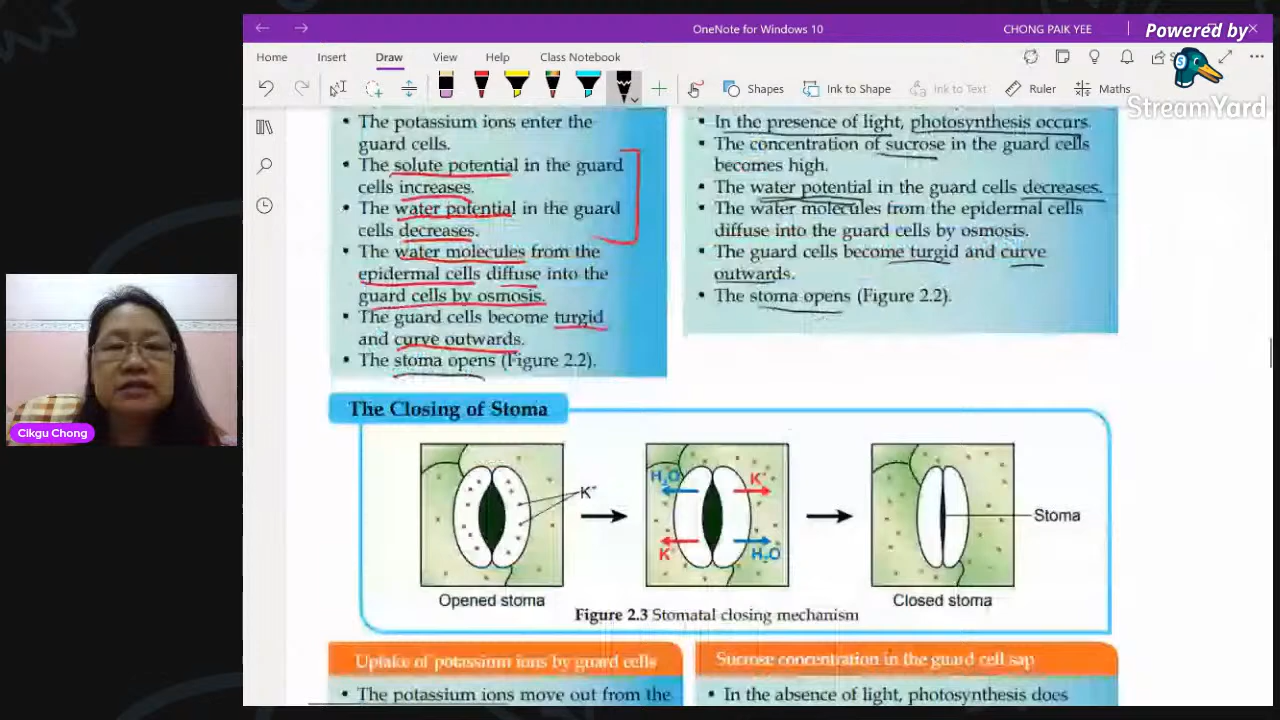 OneNote for Windows 10
CHONG PAIK YEE
Powered by
StreamYard
Home Insert Draw View Help Class Notebook
Shapes Ink to Shape Ink to Text Ruler Maths
• The potassium ions enter the
guard cells.
• The solute potential in the guard
cells increases.
• The water potential in the guard
cells decreases.
• The water molecules from the
epidermal cells diffuse into the
guard cells by osmosis.
• The guard cells become turgid
and curve outwards.
• The stoma opens (Figure 2.2).
• In the presence of light, photosynthesis occurs.
• The concentration of sucrose in the guard cells
becomes high.
• The water potential in the guard cells decreases.
• The water molecules from the epidermal cells
diffuse into the guard cells by osmosis.
• The guard cells become turgid and curve
outwards.
• The stoma opens (Figure 2.2).
Cikgu Chong
The Closing of Stoma
K⁺
H₂O
K⁺
K⁺
H₂O
Stoma
Opened stoma
Closed stoma
Figure 2.3 Stomatal closing mechanism
Uptake of potassium ions by guard cells
• The potassium ions move out from the
Sucrose concentration in the guard cell sap
• In the absence of light, photosynthesis does